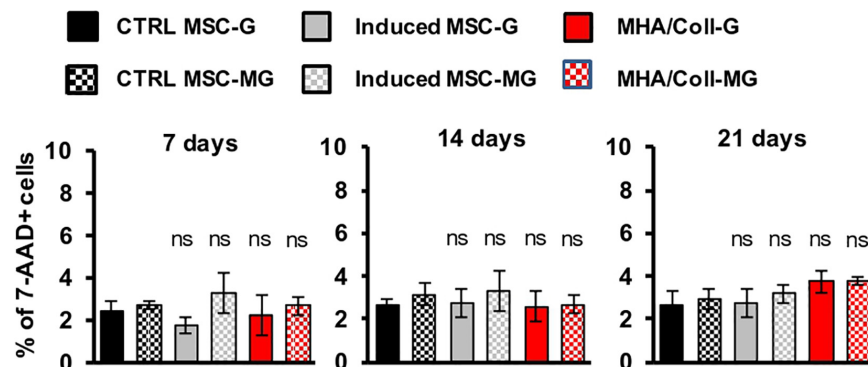 CTRL MSC-G Induced MSC-G MHA/Coll-G
CTRL MSC-MG Induced MSC-MG MHA/Coll-MG
7 days 14 days 21 days
% of 7-AAD+cells
10 10 10
8 8 8
6 6 6
ns ns ns ns ns ns ns ns ns ns ns ns
4 4 4
2 2 2
0 0 0